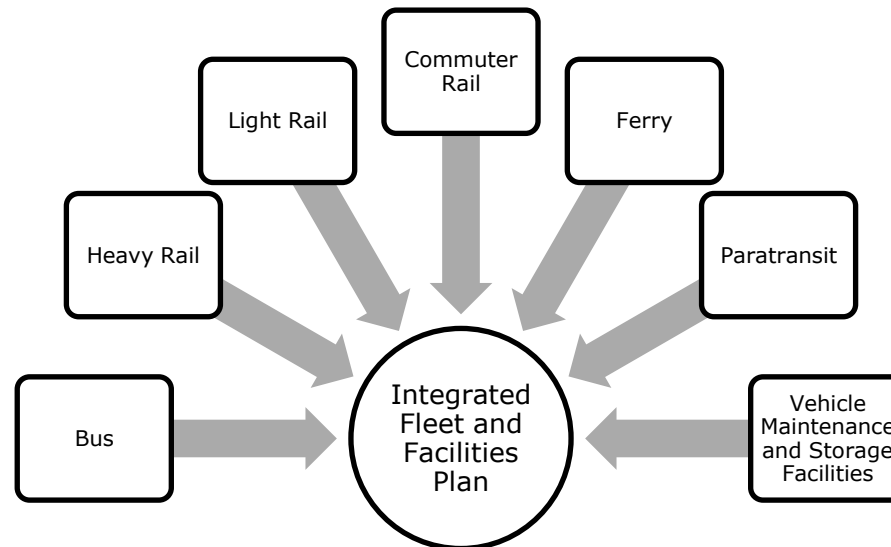 Commuter
Rail
Light Rail
Ferry
Heavy Rail
Paratransit
Bus
Integrated
Fleet and
Facilities
Plan
Vehicle
Maintenance
and Storage
Facilities